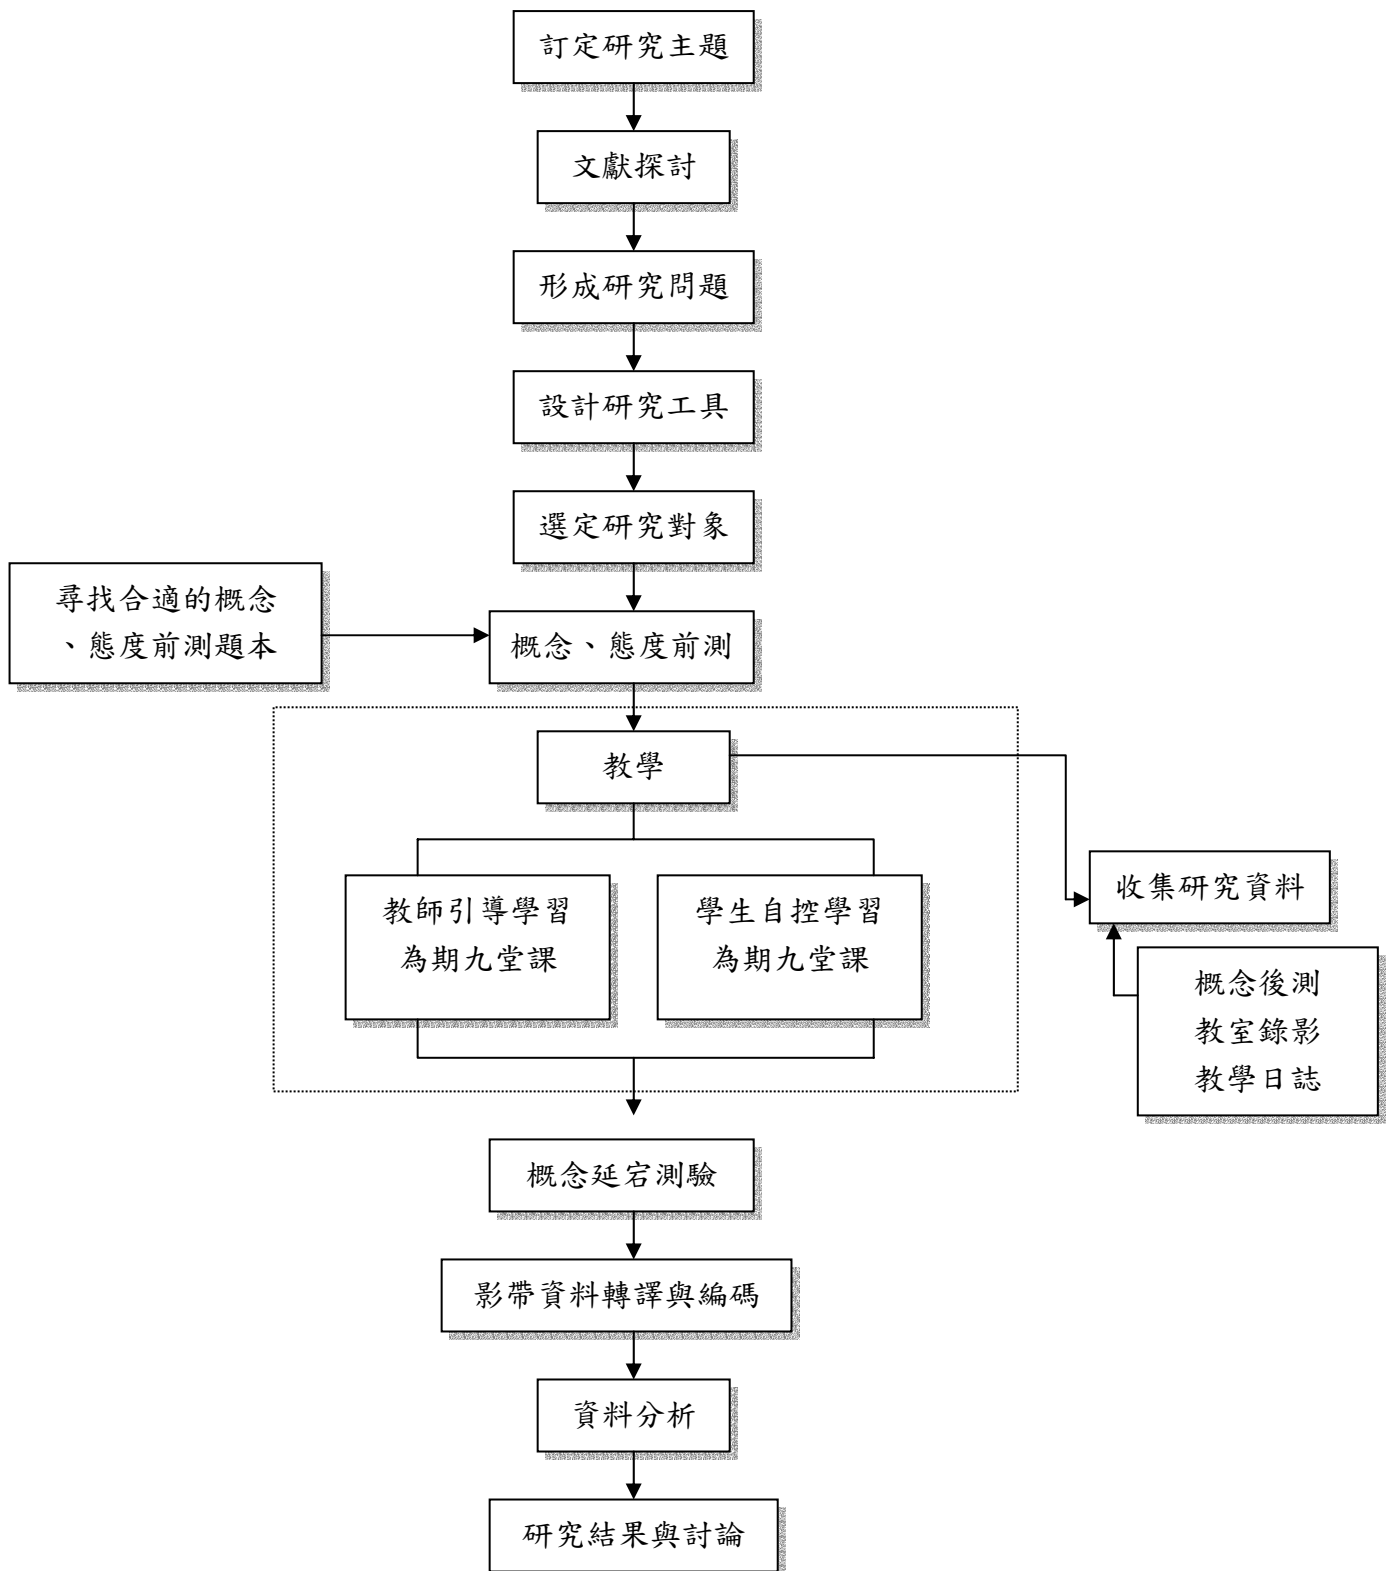 訂定研究主題
文獻探討
形成研究問題
設計研究工具
選定研究對象
尋找合適的概念
、態度前測題本
概念、態度前測
教學
教師引導學習
為期九堂課
學生自控學習
為期九堂課
收集研究資料
概念後測
教室錄影
教學日誌
概念延宕測驗
影帶資料轉譯與編碼
資料分析
研究結果與討論